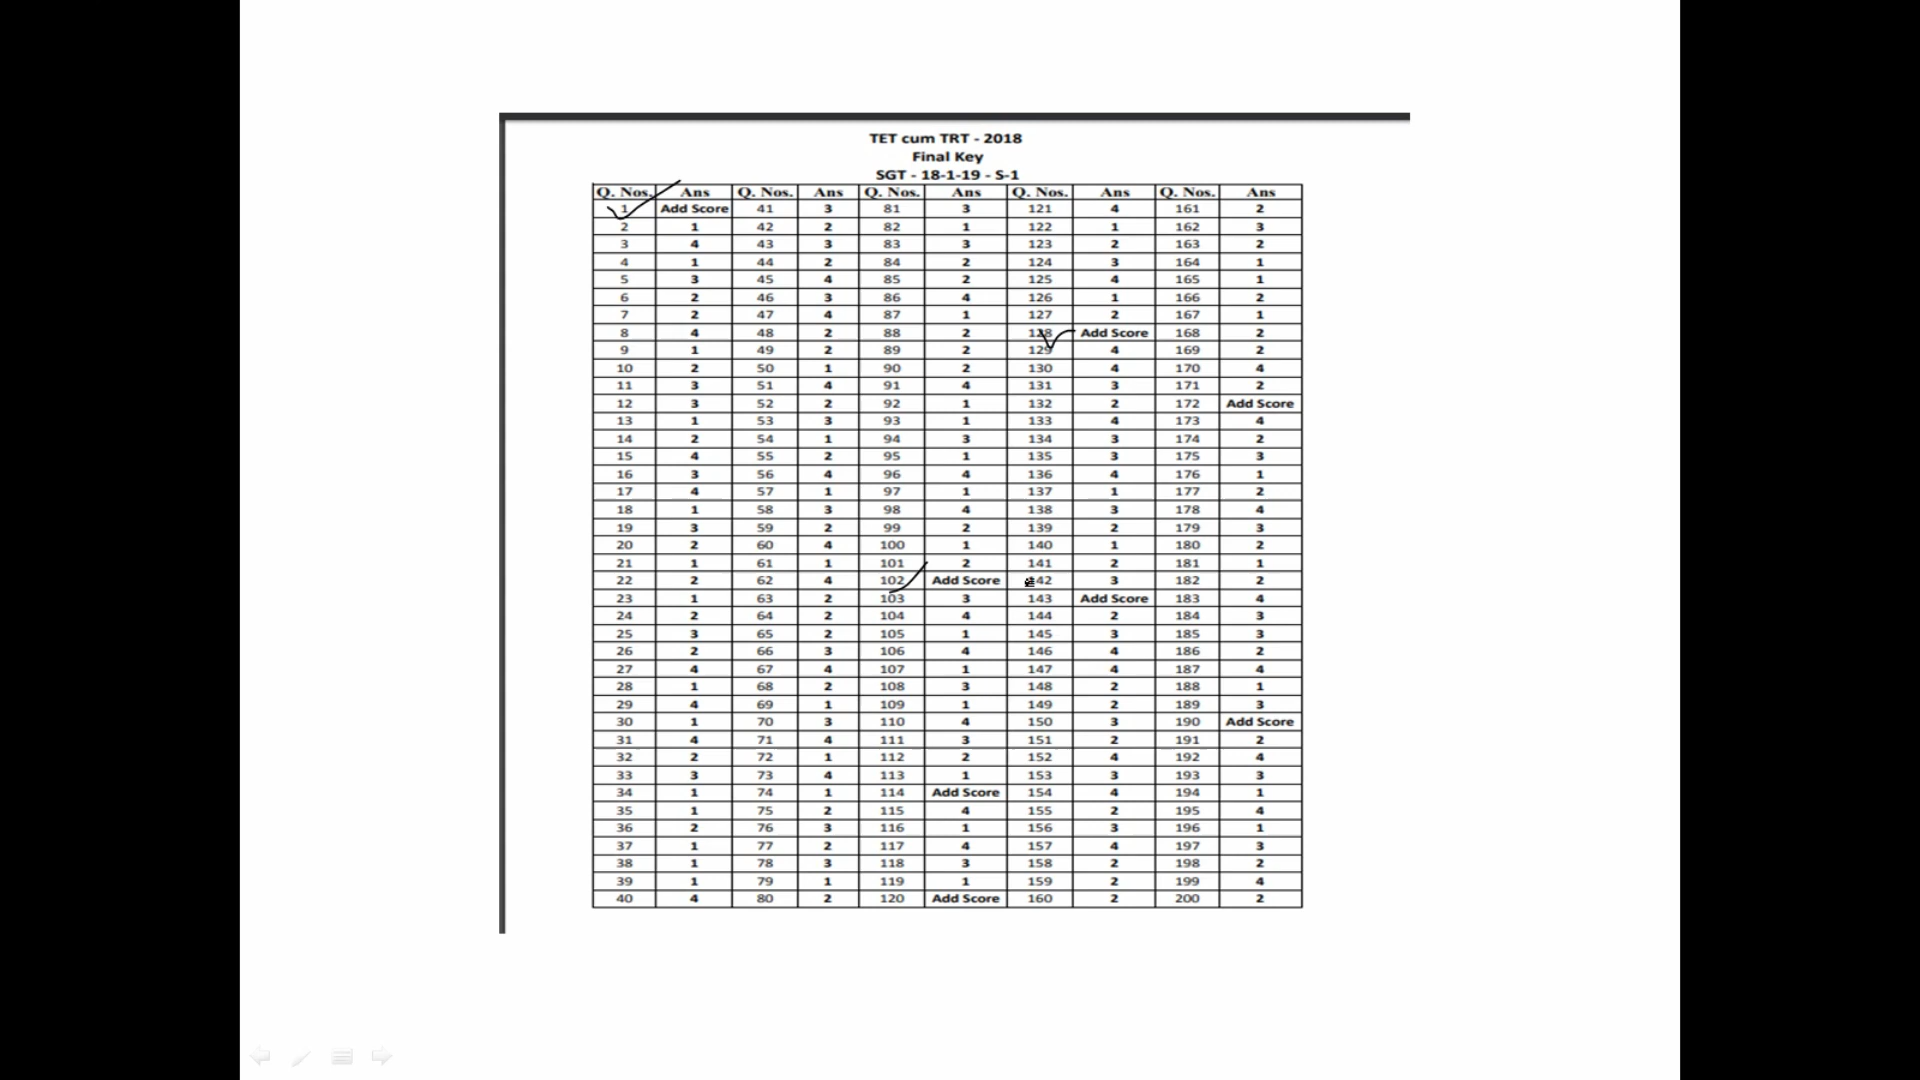 TET cum TRT - 2018
Final Key
SGT - 18-1-19 - S-1
Q. Nos. Ans Q. Nos. Ans Q. Nos. Ans Q. Nos. Ans Q. Nos. Ans
1 Add Score 41 3 81 3 121 4 161 2
2 1 42 2 82 1 122 1 162 3
3 4 43 3 83 3 123 2 163 2
4 1 44 2 84 2 124 3 164 1
5 3 45 4 85 2 125 4 165 1
6 2 46 3 86 4 126 1 166 2
7 2 47 4 87 1 127 2 167 1
8 4 48 2 88 2 128 Add Score 168 2
9 1 49 2 89 2 129 4 169 2
10 2 50 1 90 2 130 4 170 4
11 3 51 4 91 4 131 3 171 2
12 3 52 2 92 1 132 2 172 Add Score
13 1 53 3 93 1 133 4 173 4
14 2 54 1 94 3 134 3 174 2
15 4 55 2 95 1 135 3 175 3
16 3 56 4 96 4 136 4 176 1
17 4 57 1 97 1 137 1 177 2
18 1 58 3 98 4 138 3 178 4
19 3 59 2 99 2 139 2 179 3
20 2 60 4 100 1 140 1 180 2
21 1 61 1 101 2 141 2 181 1
22 2 62 4 102 Add Score 142 3 182 2
23 1 63 2 103 3 143 Add Score 183 4
24 2 64 2 104 4 144 2 184 3
25 3 65 2 105 1 145 3 185 3
26 2 66 3 106 4 146 4 186 2
27 4 67 4 107 1 147 4 187 4
28 1 68 2 108 3 148 2 188 1
29 4 69 1 109 1 149 2 189 3
30 1 70 3 110 4 150 3 190 Add Score
31 4 71 4 111 3 151 2 191 2
32 2 72 1 112 2 152 4 192 4
33 3 73 4 113 1 153 3 193 3
34 1 74 1 114 Add Score 154 4 194 1
35 1 75 2 115 4 155 2 195 4
36 2 76 3 116 1 156 3 196 1
37 1 77 2 117 4 157 4 197 3
38 1 78 3 118 3 158 2 198 2
39 1 79 1 119 1 159 2 199 4
40 4 80 2 120 Add Score 160 2 200 2